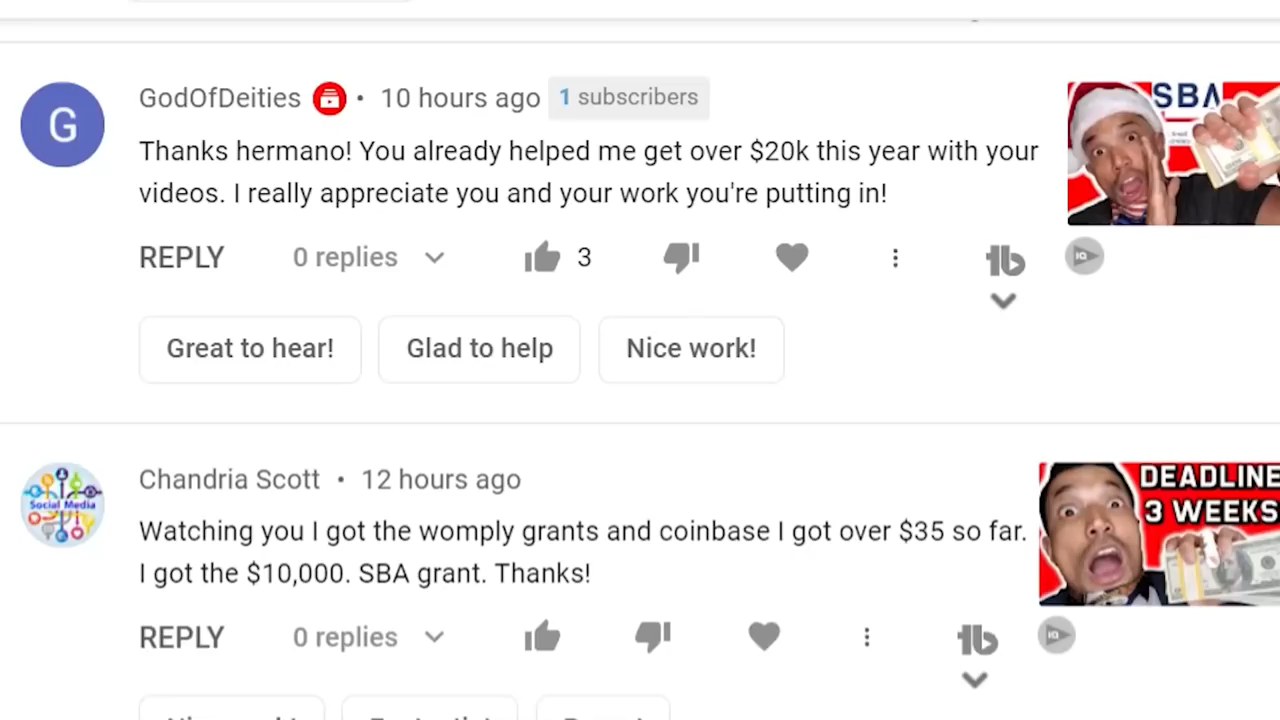 GodOfDeities • 10 hours ago 1 subscribers
SBA
G
Thanks hermano! You already helped me get over $20k this year with your
videos. I really appreciate you and your work you're putting in!
REPLY 0 replies 3 tb IQ
Great to hear! Glad to help Nice work!
Chandria Scott • 12 hours ago
DEADLINE
3 WEEKS
Social Media
Watching you I got the womply grants and coinbase I got over $35 so far.
I got the $10,000. SBA grant. Thanks!
REPLY 0 replies tb IQ